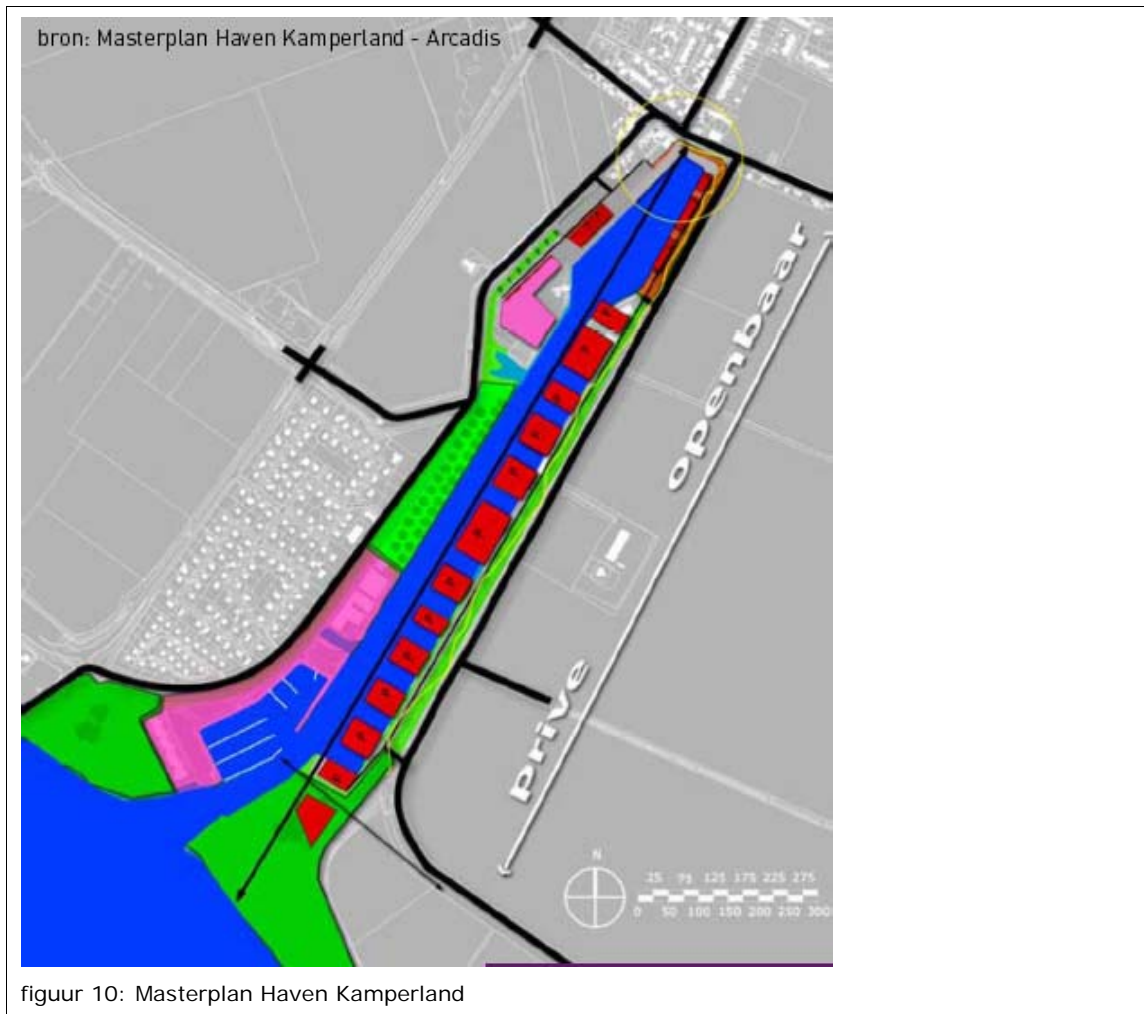 bron: Masterplan Haven Kamperland - Arcadis
openbaar
prive
N
25 75 125 175 225 275
0 50 100 150 200 250 300
figuur 10: Masterplan Haven Kamperland